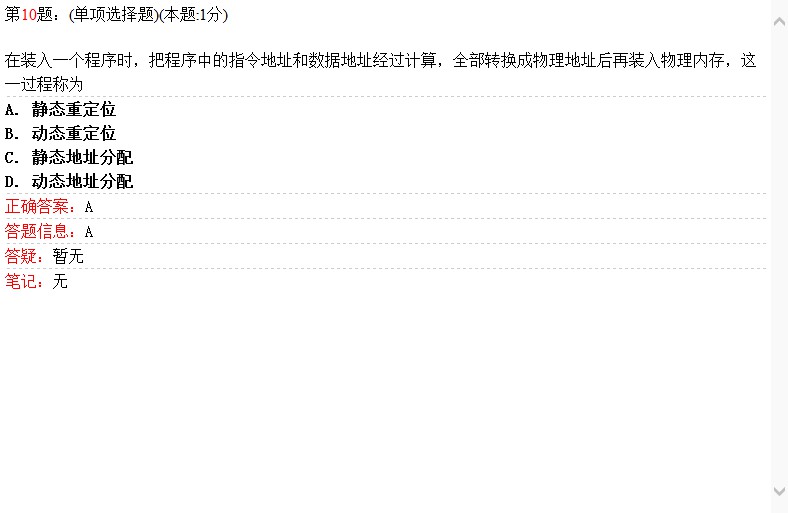 第10题：(单项选择题)(本题:1分)
在装入一个程序时，把程序中的指令地址和数据地址经过计算，全部转换成物理地址后再装入物理内存，这
一过程称为
A. 静态重定位
B. 动态重定位
C. 静态地址分配
D. 动态地址分配
正确答案：A
答题信息：A
答疑：暂无
笔记：无